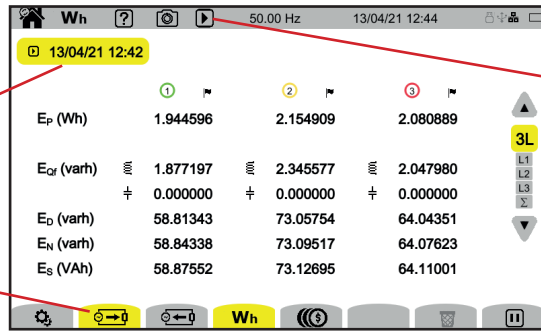 Wh ? 50.00 Hz 13/04/21 12:44
13/04/21 12:42
1 2 3
EP (Wh) 1.944596 2.154909 2.080889
3L
EQf (varh) 1.877197 2.345577 2.047980
L1
L2
0.000000 0.000000 0.000000
L3
Σ
ED (varh) 58.81343 73.05754 64.04351
EN (varh) 58.84338 73.09517 64.07623
ES (VAh) 58.87552 73.12695 64.11001
Wh $